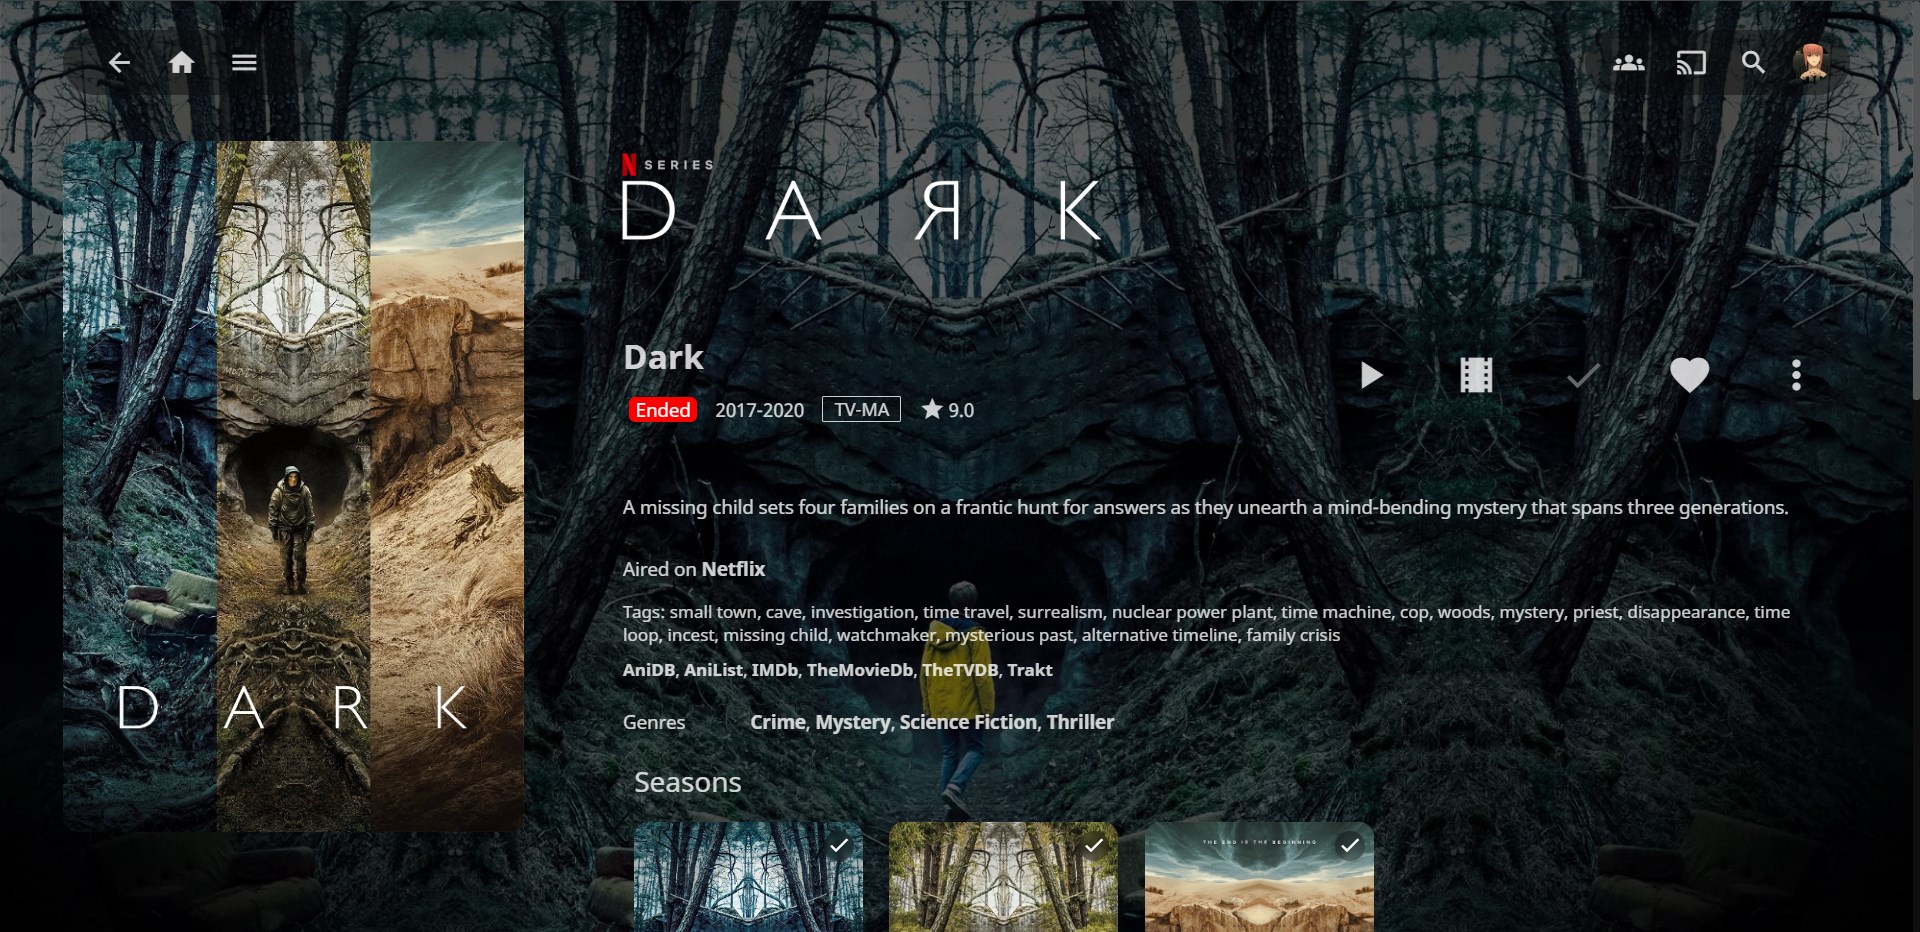 N SERIES
DAЯK
Dark
Ended 2017-2020 TV-MA 9.0
A missing child sets four families on a frantic hunt for answers as they unearth a mind-bending mystery that spans three generations.
Aired on Netflix
Tags: small town, cave, investigation, time travel, surrealism, nuclear power plant, time machine, cop, woods, mystery, priest, disappearance, time
loop, incest, missing child, watchmaker, mysterious past, alternative timeline, family crisis
AniDB, AniList, IMDb, TheMovieDb, TheTVDB, Trakt
DARK
Genres Crime, Mystery, Science Fiction, Thriller
Seasons
THE END IS THE BEGINNING